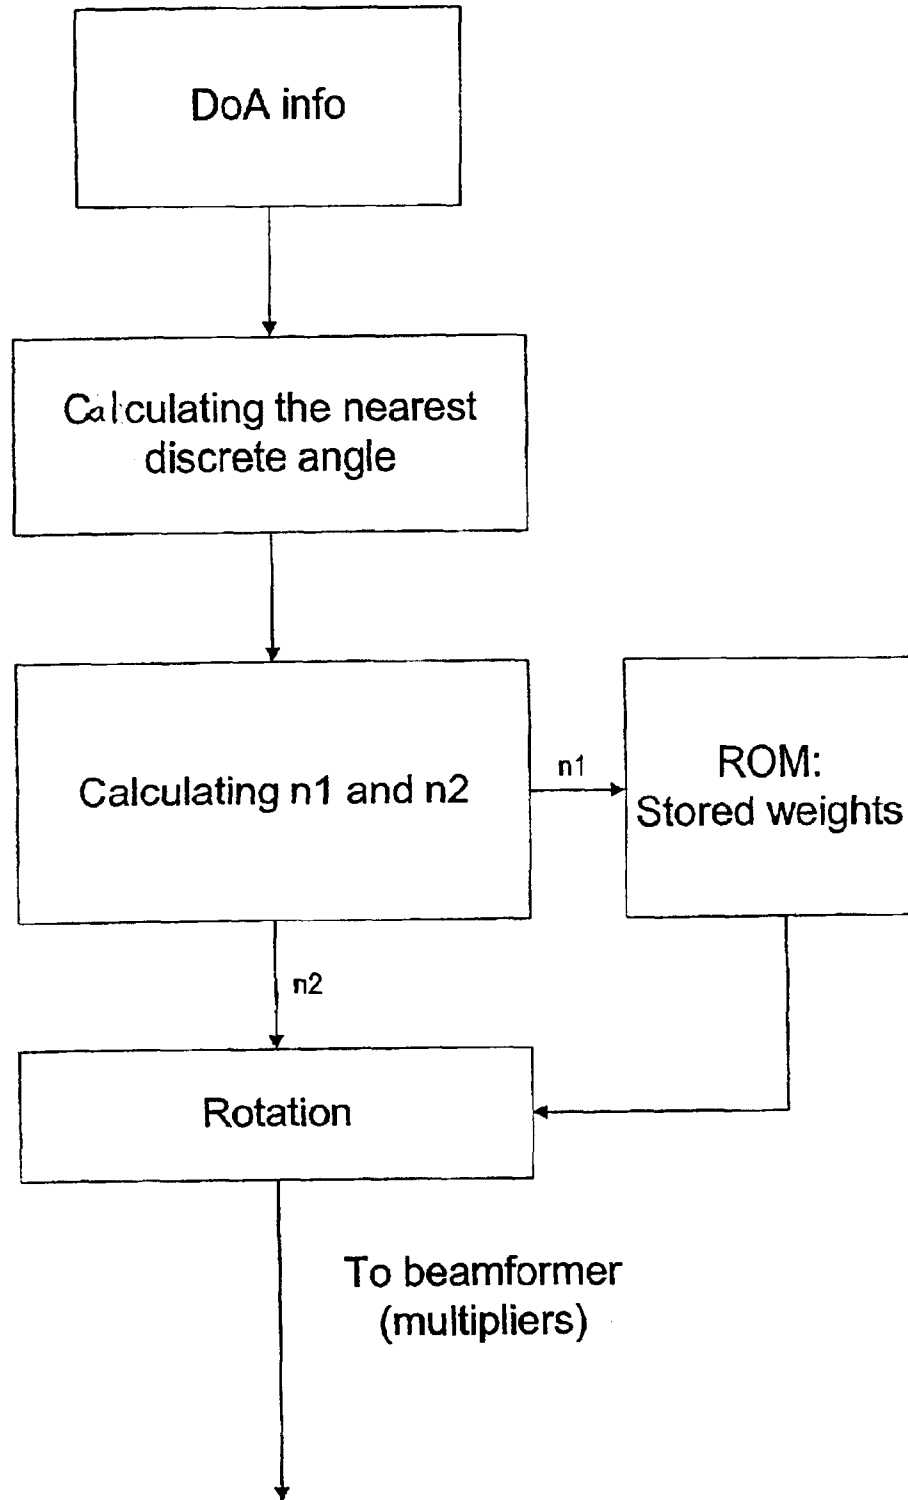 DoA info
Calculating the nearest
discrete angle
Calculating n1 and n2
n1
ROM:
Stored weights
n2
Rotation
To beamformer
(multipliers)